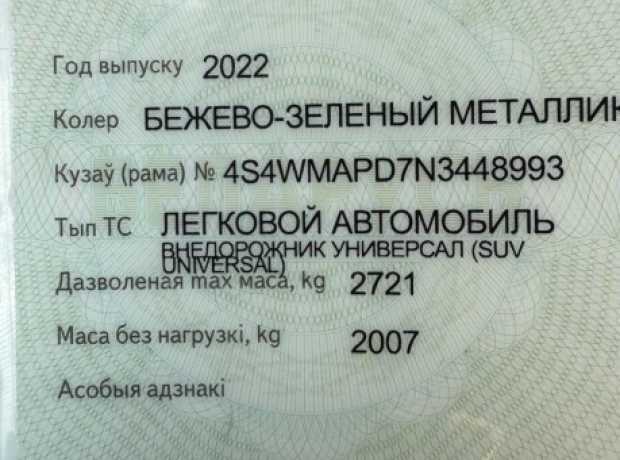 Год выпуску 2022
Колер БЕЖЕВО-ЗЕЛЕНЫЙ МЕТАЛЛИК
Кузаў (рама) № 4S4WMAPD7N3448993
Тып ТС ЛЕГКОВОЙ АВТОМОБИЛЬ
ВНЕДОРОЖНИК УНИВЕРСАЛ (SUV
UNIVERSAL)
Дазволеная max маса, kg 2721
Маса без нагрузкі, kg 2007
Асобыя адзнакі